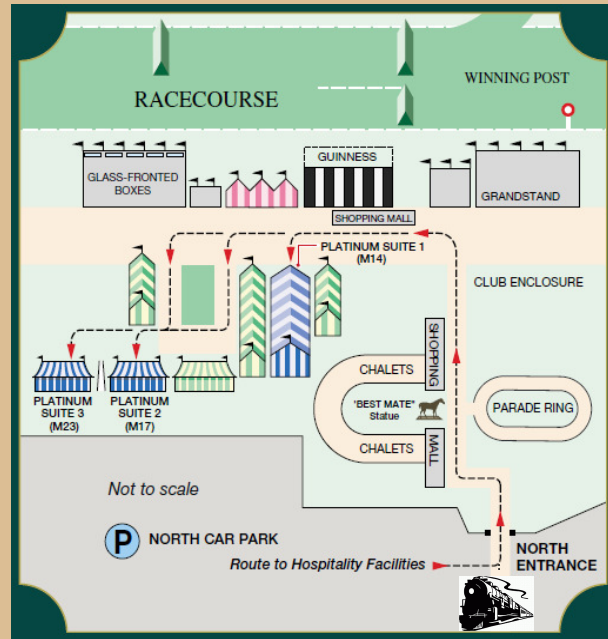 WINNING POST
RACECOURSE
GUINNESS
GLASS-FRONTED
BOXES
GRANDSTAND
SHOPPING MALL
PLATINUM SUITE 1
(M14)
CLUB ENCLOSURE
SHOPPING
CHALETS
PLATINUM
SUITE 3
(M23)
PLATINUM
SUITE 2
(M17)
'BEST MATE'
Statue
PARADE RING
CHALETS
MALL
Not to scale
P
NORTH CAR PARK
NORTH
ENTRANCE
Route to Hospitality Facilities